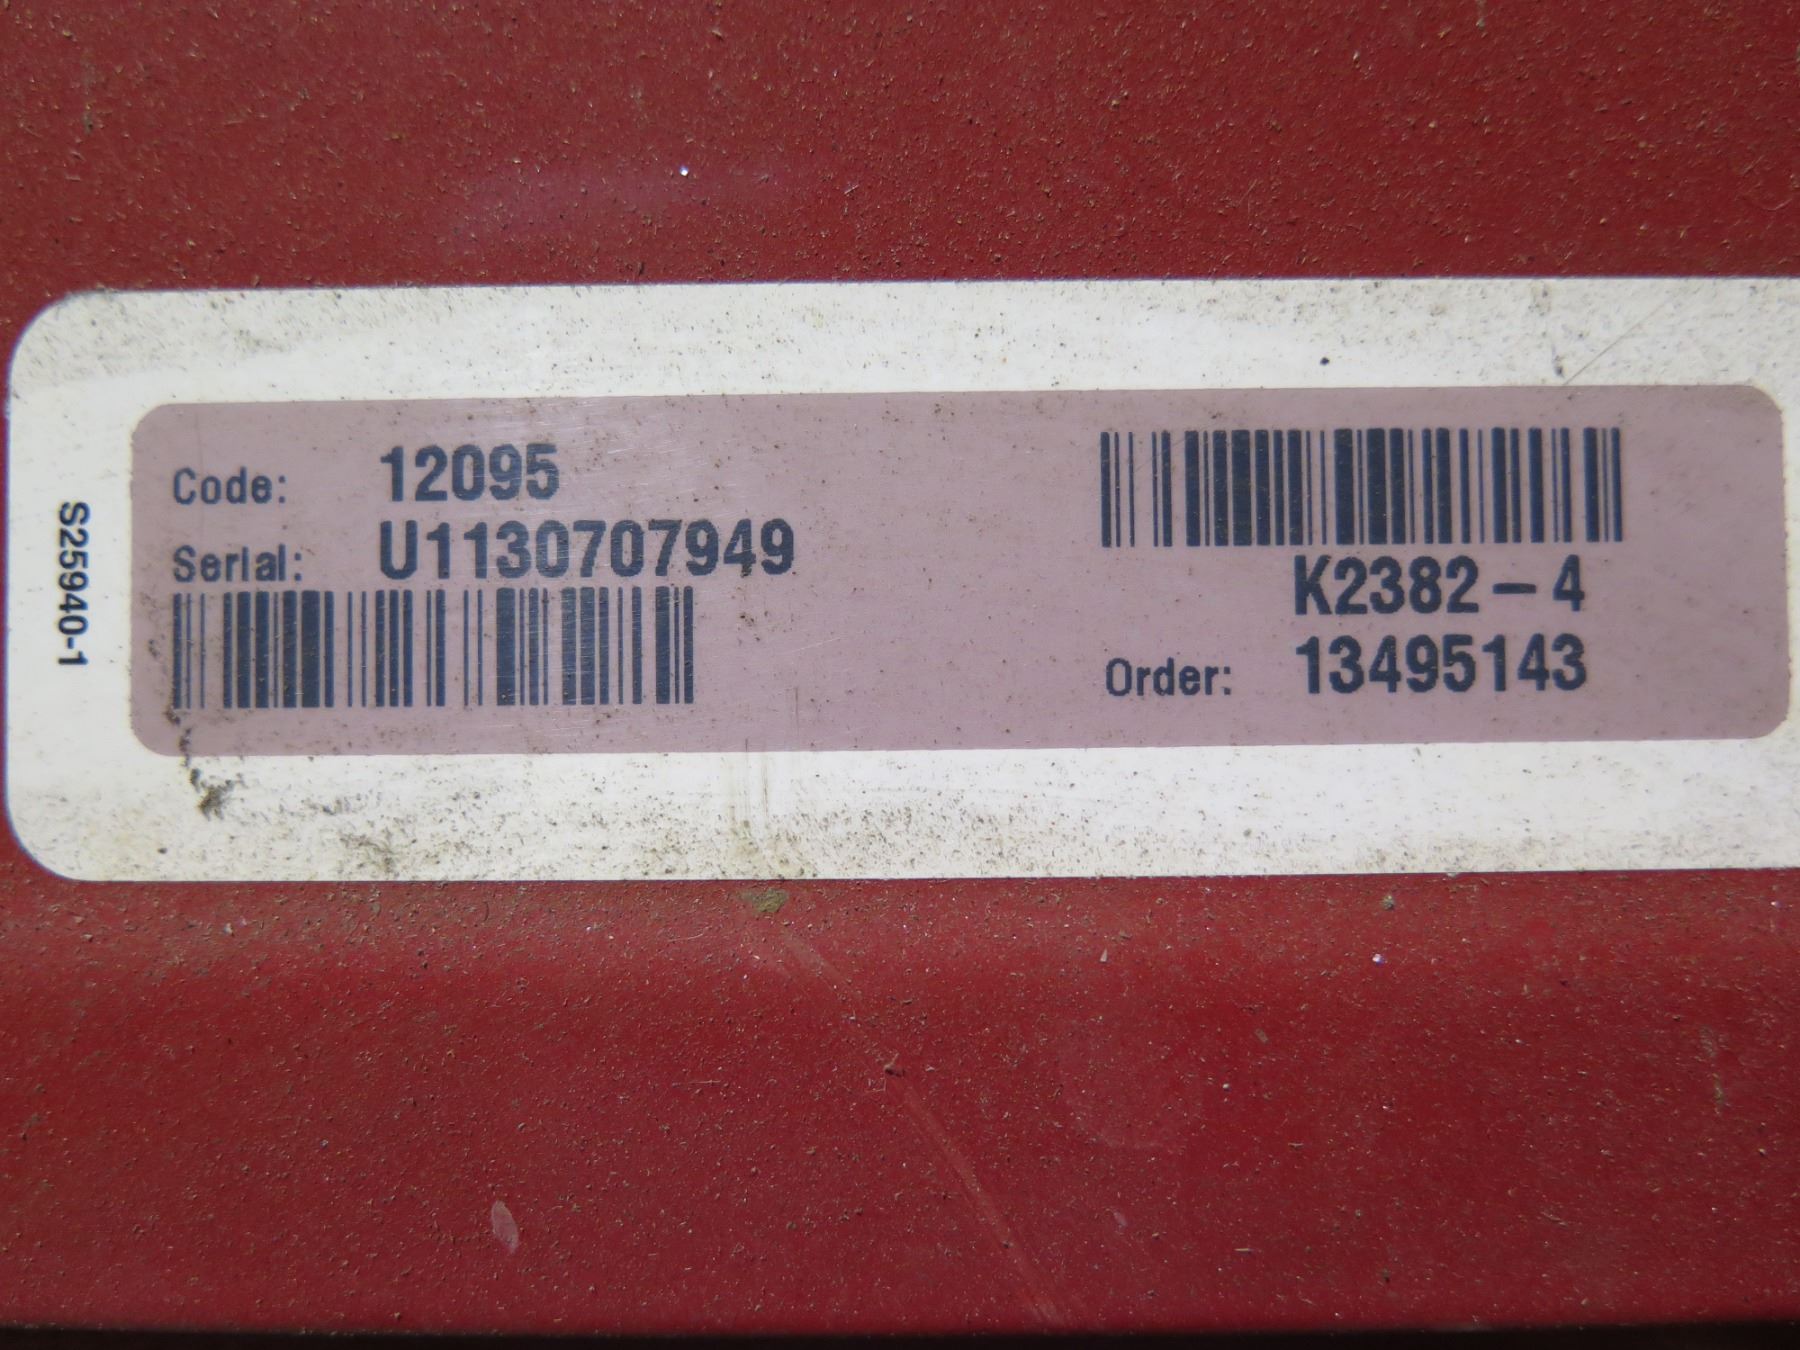 S25940-1
Code: 12095
Serial: U1130707949
K2382-4
Order: 13495143